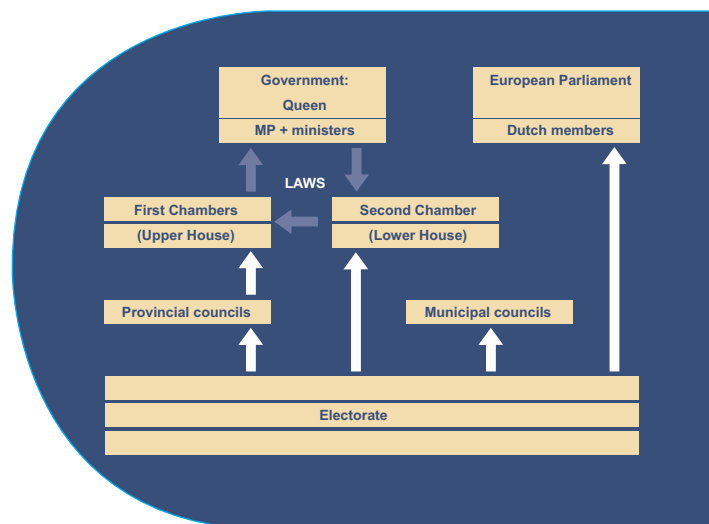 Government:
Queen
MP + ministers
European Parliament
Dutch members
LAWS
First Chambers
(Upper House)
Second Chamber
(Lower House)
Provincial councils
Municipal councils
Electorate